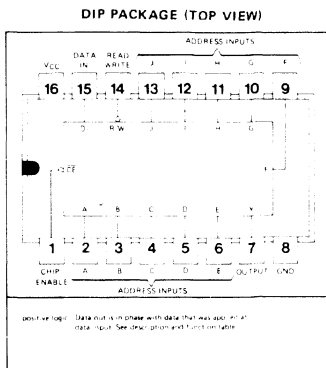 DIP PACKAGE (TOP VIEW)
ADDRESS INPUTS
DATA READ
VCC IN WRITE J I H G F
16 15 14 13 12 11 10 9
D R/W J I H G
CE F
A B C D E Y
1 2 3 4 5 6 7 8
CHIP A B C D E OUTPUT GND
ENABLE
ADDRESS INPUTS
positive logic Data out is in phase with data that was applied at
data input. See description and function table